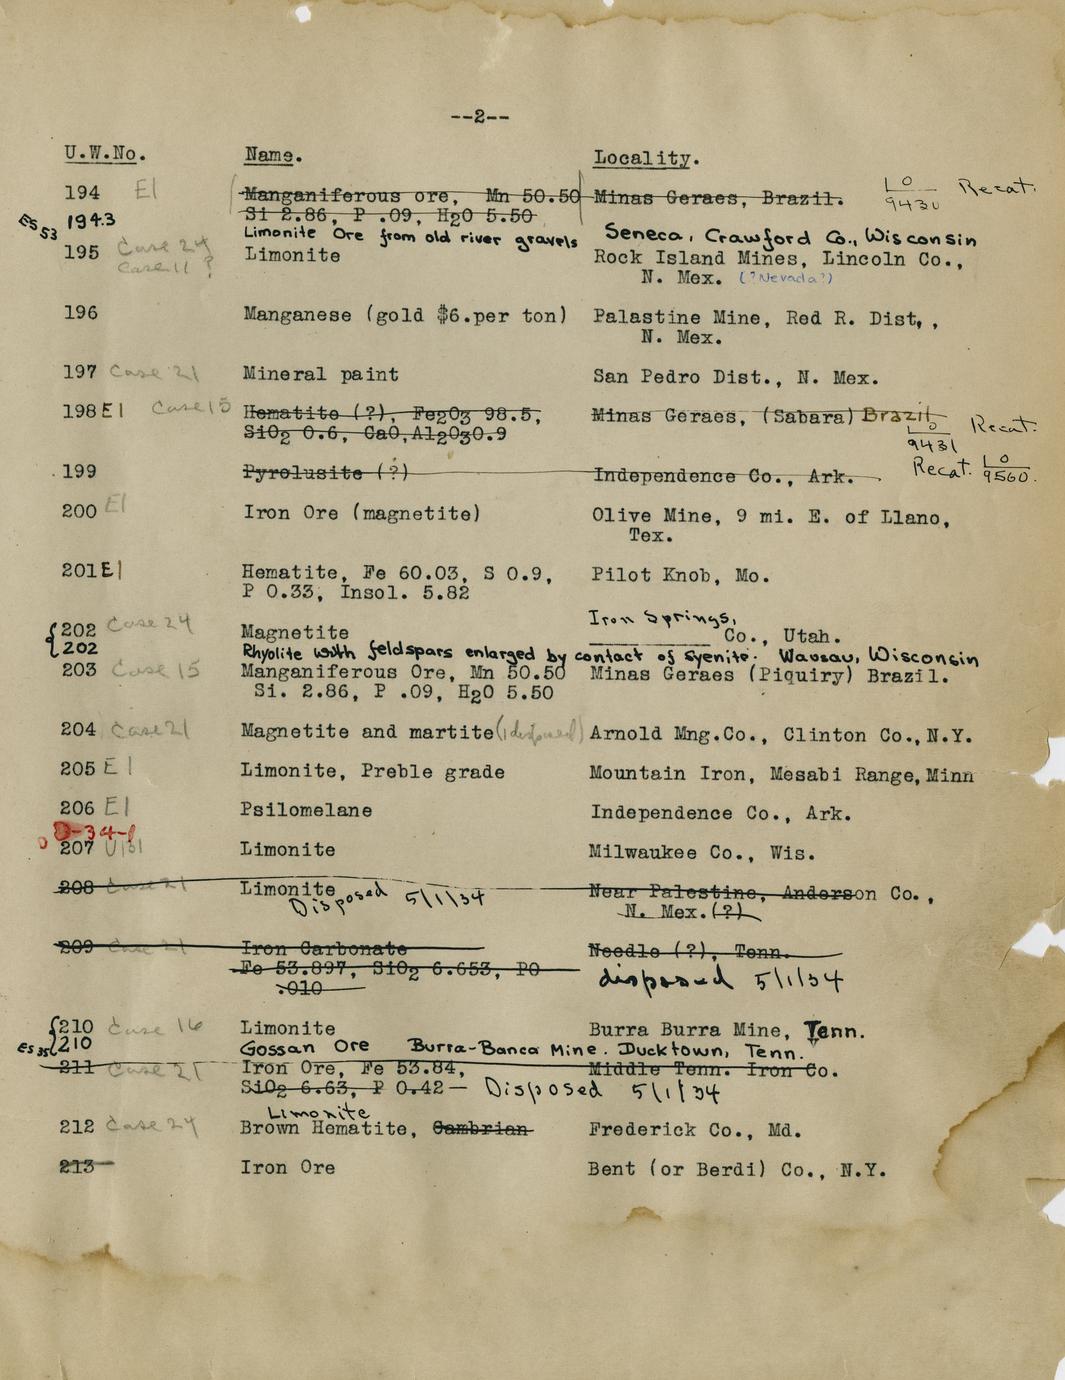 --2--
U.W.No. Name. Locality.
194 E1 Manganiferous ore, Mn 50.50 Minas Geraes, Brazil. LO/9430 Recat.
Si 2.86, P .09, H2O 5.50
ES 53 194.3 Limonite Ore from old river gravels Seneca, Crawford Co., Wisconsin
195 Case 24 Limonite Rock Island Mines, Lincoln Co.,
Case 11 ? N. Mex. (?Nevada?)
196 Manganese (gold $6.per ton) Palastine Mine, Red R. Dist, ,
N. Mex.
197 Case 21 Mineral paint San Pedro Dist., N. Mex.
198 E1 Case 15 Hematite (?), Fe2O3 98.5, Minas Geraes, (Sabara) Brazil
SiO2 0.6, CaO,Al2O3 0.9 LO/9431 Recat.
199 Pyrolusite (?) Independence Co., Ark. Recat. LO/9560.
200 E1 Iron Ore (magnetite) Olive Mine, 9 mi. E. of Llano,
Tex.
201 E1 Hematite, Fe 60.03, S 0.9, Pilot Knob, Mo.
P 0.33, Insol. 5.82
Iron Springs,
202 Case 24 Magnetite ________ Co., Utah.
202 Rhyolite with feldspars enlarged by contact of syenite. Wausau, Wisconsin
203 Case 15 Manganiferous Ore, Mn 50.50 Minas Geraes (Piquiry) Brazil.
Si. 2.86, P .09, H2O 5.50
204 Case 21 Magnetite and martite (1 disposed) Arnold Mng.Co., Clinton Co., N.Y.
205 E1 Limonite, Preble grade Mountain Iron, Mesabi Range, Minn
206 E1 Psilomelane Independence Co., Ark.
207 Limonite Milwaukee Co., Wis.
208 Case 21 Limonite Near Palestine, Anderson Co.,
Disposed 5/1/34 N. Mex.(?)
209 Case 21 Iron Carbonate Needle (?), Tenn.
Fe 53.897, SiO2 6.653, PO disposed 5/1/34
.010
210 Case 16 Limonite Burra Burra Mine, Tenn.
ES 35 210 Gossan Ore Burra-Banca Mine. Ducktown, Tenn.
211 Case 21 Iron Ore, Fe 53.84, Middle Tenn. Iron Co.
SiO2 6.63, P 0.42 — Disposed 5/1/34
Limonite
212 Case 24 Brown Hematite, Cambrian Frederick Co., Md.
213 Iron Ore Bent (or Berdi) Co., N.Y.